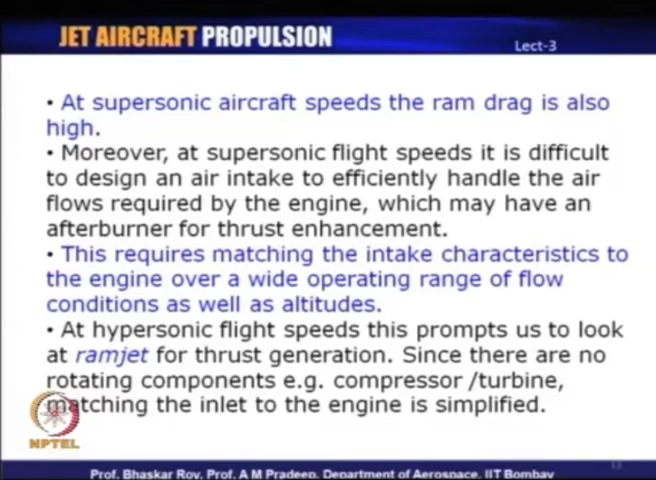 JET AIRCRAFT PROPULSION
Lect-3
• At supersonic aircraft speeds the ram drag is also
high.
• Moreover, at supersonic flight speeds it is difficult
to design an air intake to efficiently handle the air
flows required by the engine, which may have an
afterburner for thrust enhancement.
• This requires matching the intake characteristics to
the engine over a wide operating range of flow
conditions as well as altitudes.
• At hypersonic flight speeds this prompts us to look
at ramjet for thrust generation. Since there are no
rotating components e.g. compressor /turbine,
matching the inlet to the engine is simplified.
NPTEL
13
Prof. Bhaskar Roy, Prof. A M Pradeep, Department of Aerospace, IIT Bombay